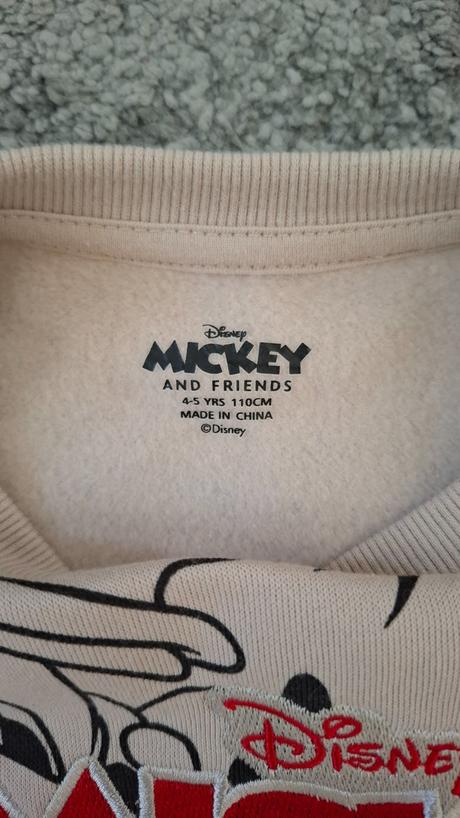 Disney
MICKEY
AND FRIENDS
4-5 YRS 110CM
MADE IN CHINA
©Disney
DISNEY